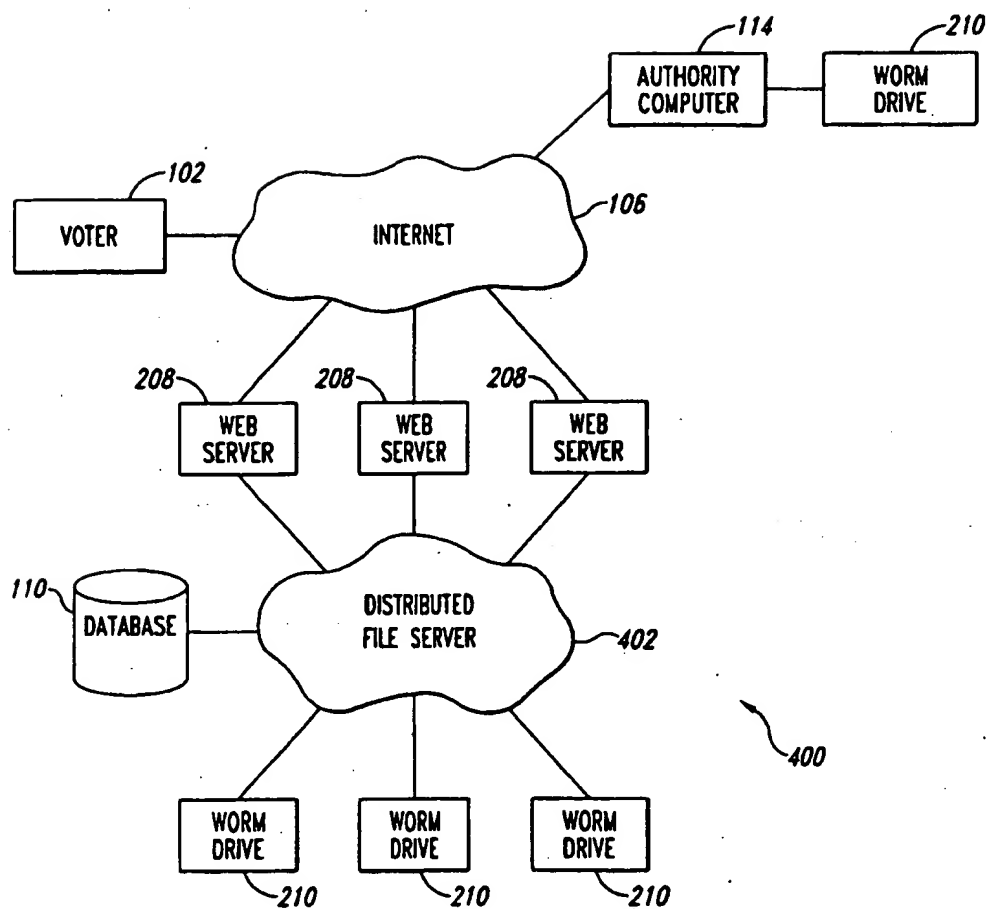 114
210
AUTHORITY
COMPUTER
WORM
DRIVE
102
106
VOTER
INTERNET
208
208
208
WEB
SERVER
WEB
SERVER
WEB
SERVER
110
DATABASE
DISTRIBUTED
FILE SERVER
402
400
WORM
DRIVE
WORM
DRIVE
WORM
DRIVE
210
210
210